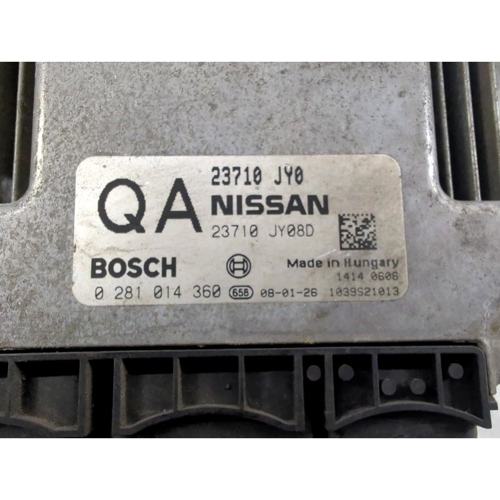 23710 JY0
QA NISSAN
23710 JY08D
BOSCH Made in Hungary
1414 0606
0 281 014 360 658 08-01-26 1039S21013